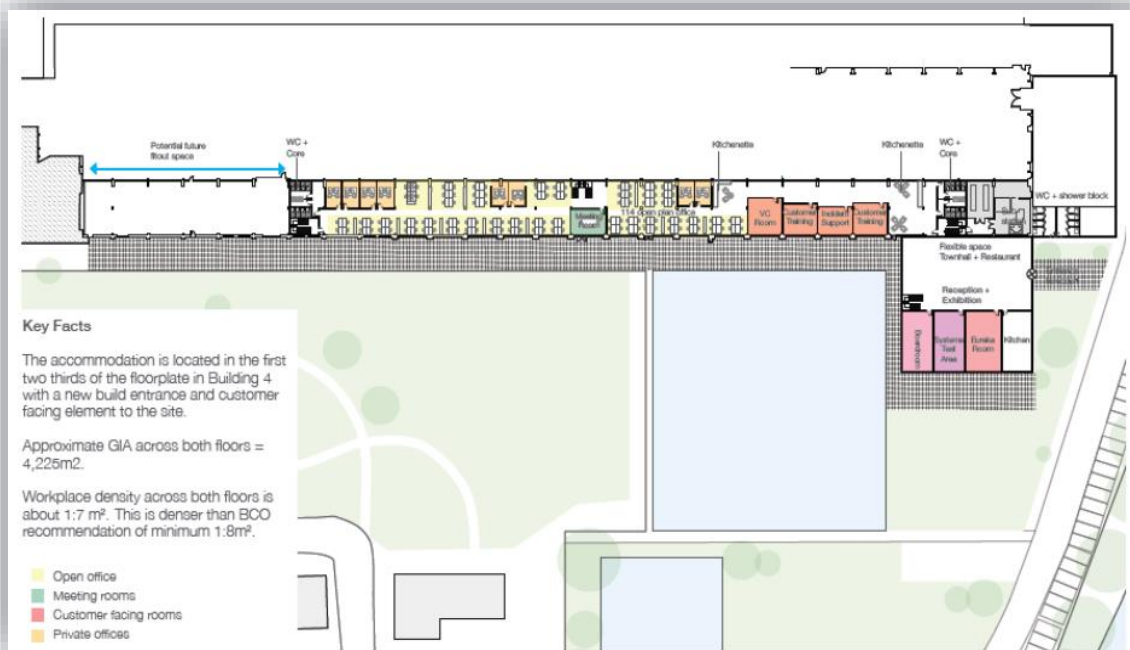 Potential future
fitout space
WC +
Core
Kitchenette
Kitchenette
WC +
Core
WC + shower block
Meeting
Room
114 open plan office
VC
Room
Customer
Training
Incident
Support
Customer
Training
Flexible space
Townhall + Restaurant
Reception +
Exhibition
Boardroom
Systems
Test
Area
Eureka
Room
Kitchen
Key Facts
The accommodation is located in the first
two thirds of the floorplate in Building 4
with a new build entrance and customer
facing element to the site.
Approximate GIA across both floors =
4,225m2.
Workplace density across both floors is
about 1:7 m². This is denser than BCO
recommendation of minimum 1:8m².
Open office
Meeting rooms
Customer facing rooms
Private offices